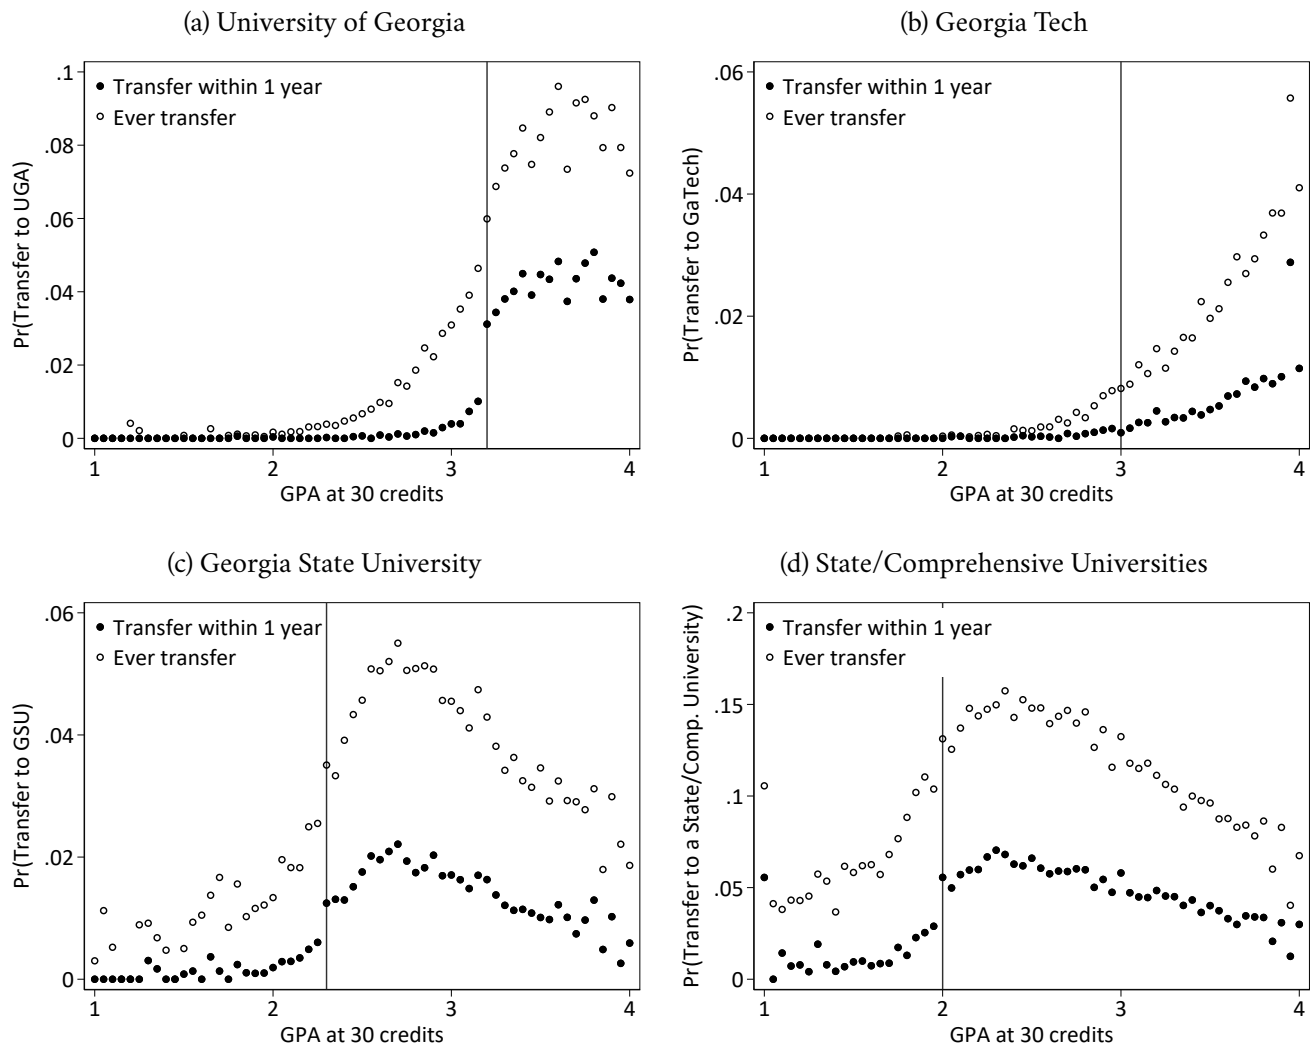 (a) University of Georgia
Pr(Transfer to UGA)
.1
.08
.06
.04
.02
0
Transfer within 1 year
Ever transfer
1 2 3 4
GPA at 30 credits
(b) Georgia Tech
Pr(Transfer to GaTech)
.06
.04
.02
0
Transfer within 1 year
Ever transfer
1 2 3 4
GPA at 30 credits
(c) Georgia State University
Pr(Transfer to GSU)
.06
.04
.02
0
Transfer within 1 year
Ever transfer
1 2 3 4
GPA at 30 credits
(d) State/Comprehensive Universities
Pr(Transfer to a State/Comp. University)
.2
.15
.1
.05
0
Transfer within 1 year
Ever transfer
1 2 3 4
GPA at 30 credits